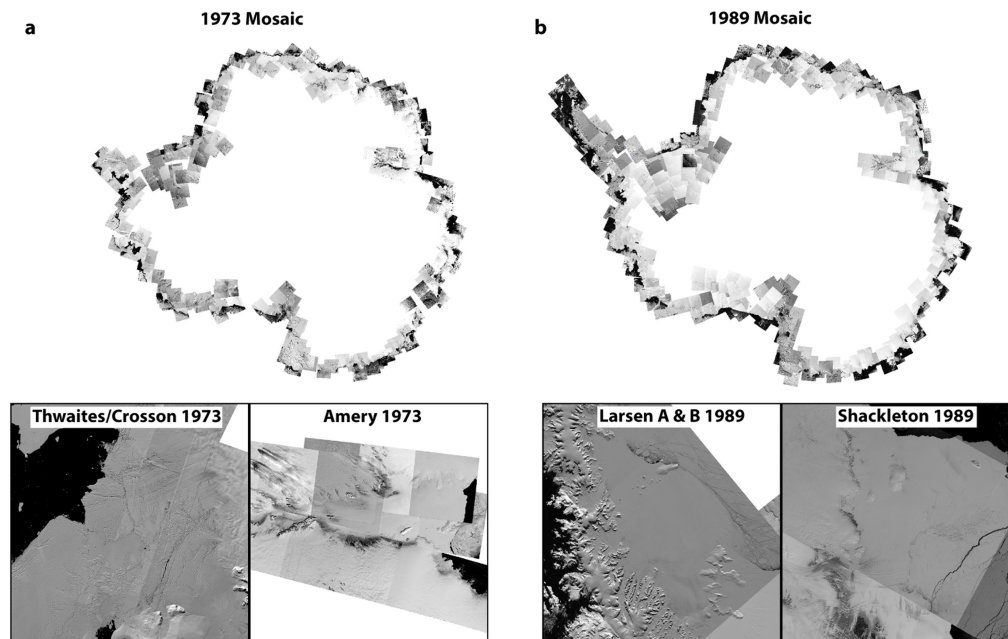 a
1973 Mosaic
b
1989 Mosaic
Thwaites/Crosson 1973
Amery 1973
Larsen A & B 1989
Shackleton 1989